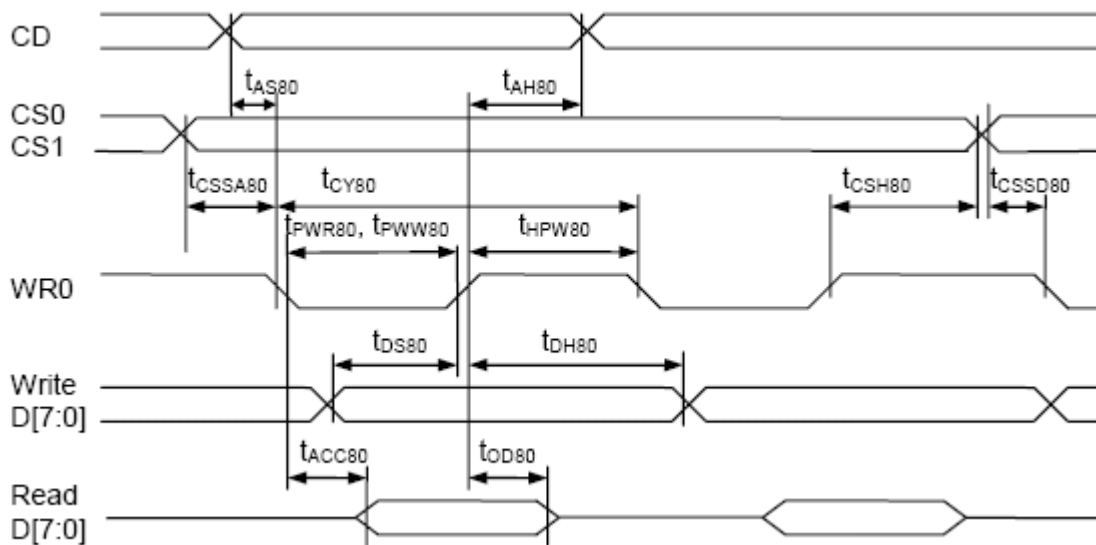 CD
tAS80
tAH80
CS0
CS1
tCSSA80
tCY80
tCSH80
tCSSD80
tPWR80, tPWW80
tHPW80
WR0
tDS80
tDH80
Write
D[7:0]
tACC80
tOD80
Read
D[7:0]